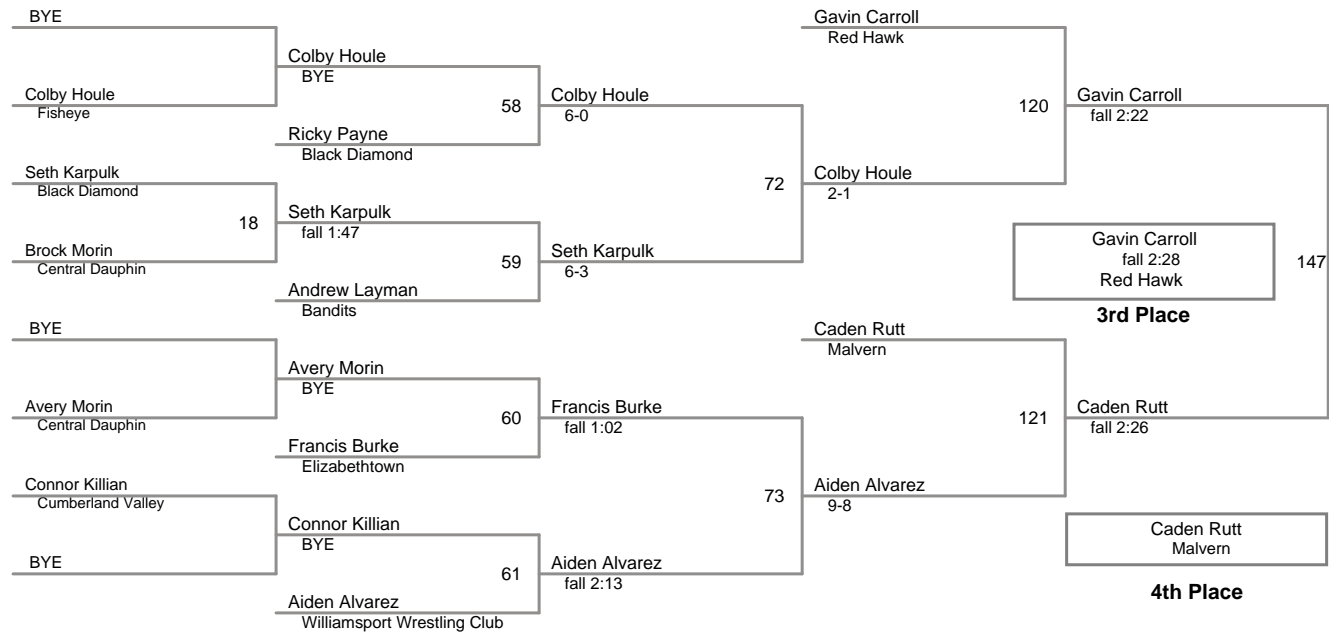 BYE
Gavin Carroll
Red Hawk
Colby Houle
BYE
Colby Houle
Fisheye
58
Colby Houle
6-0
120
Gavin Carroll
fall 2:22
Ricky Payne
Black Diamond
Seth Karpulk
Black Diamond
72
Colby Houle
2-1
18
Seth Karpulk
fall 1:47
Brock Morin
Central Dauphin
59
Seth Karpulk
6-3
Gavin Carroll
fall 2:28
Red Hawk
147
Andrew Layman
Bandits
3rd Place
BYE
Caden Rutt
Malvern
Avery Morin
BYE
Avery Morin
Central Dauphin
60
Francis Burke
fall 1:02
121
Caden Rutt
fall 2:26
Francis Burke
Elizabethtown
Connor Killian
Cumberland Valley
73
Aiden Alvarez
9-8
Connor Killian
BYE
Caden Rutt
Malvern
BYE
61
Aiden Alvarez
fall 2:13
4th Place
Aiden Alvarez
Williamsport Wrestling Club